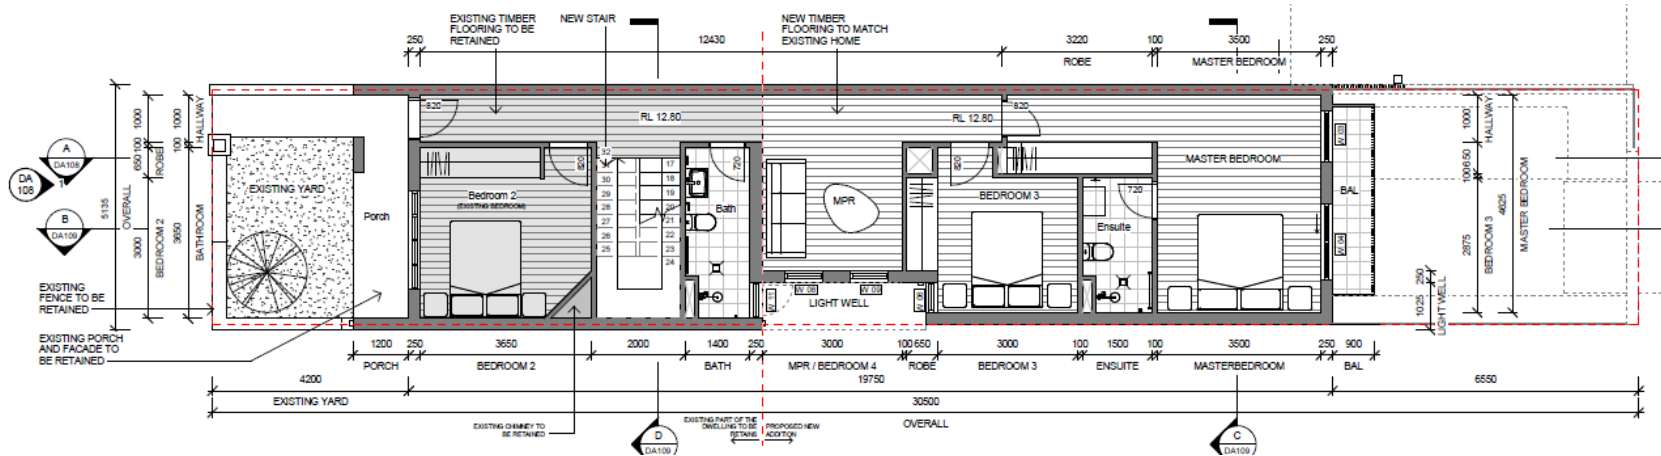 EXISTING TIMBER
FLOORING TO BE
RETAINED
NEW STAIR
NEW TIMBER
FLOORING TO MATCH
EXISTING HOME
250
12430
3220
100
3500
250
ROBE
MASTER BEDROOM
820
RL 12.80
820
RL 12.80
5135
OVERALL
1000
100
650
3000
ROBE
BEDROOM 2
1000
100
3650
HALLWAY
BATHROOM
A
DA108
DA
108
1
B
DA109
EXISTING YARD
Porch
Bedroom 2
(EXISTING BEDROOM)
820
32
31
30
29
28
27
26
25
17
18
19
20
21
22
23
24
720
Bath
MPR
820
BEDROOM 3
720
Ensuite
MASTER BEDROOM
W 03
BAL
W 04
1000
100
650
2875
HALLWAY
BEDROOM 3
4625
MASTER BEDROOM
250
1025
LIGHT WELL
W 11
W 08
W 09
LIGHT WELL
EXISTING
FENCE TO BE
RETAINED
EXISTING PORCH
AND FACADE TO
BE RETAINED
1200
250
3650
2000
1400
250
3000
100
650
3000
100
1500
100
3500
250
900
PORCH
BEDROOM 2
BATH
MPR / BEDROOM 4
ROBE
BEDROOM 3
ENSUITE
MASTERBEDROOM
BAL
4200
19750
6550
EXISTING YARD
30500
OVERALL
EXISTING CHIMNEY TO
BE RETAINED
D
DA109
EXISTING PART OF THE
DWELLING TO BE
RETAINS
PROPOSED NEW
ADDITION
C
DA109